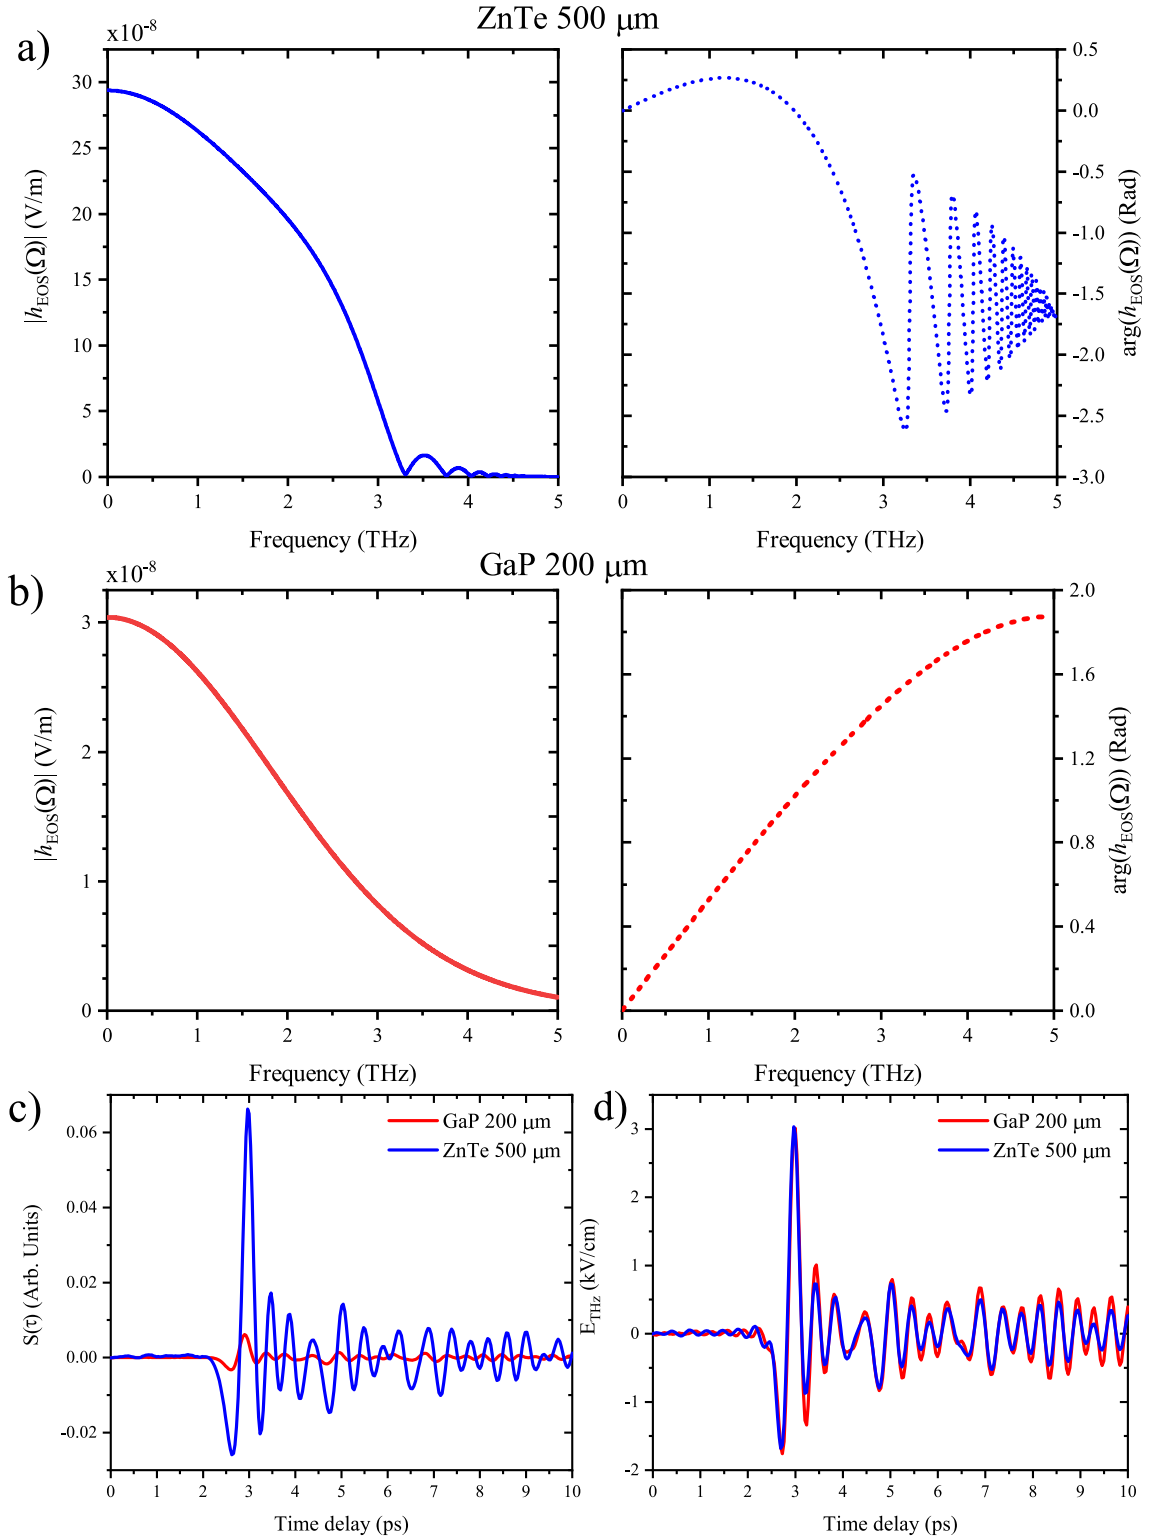 ZnTe 500 μm
a)
x10-8
30
25
20
15
10
5
0
|hEOS(Ω)| (V/m)
0 1 2 3 4 5
Frequency (THz)
0.5
0.0
-0.5
-1.0
-1.5
-2.0
-2.5
-3.0
arg(hEOS(Ω)) (Rad)
0 1 2 3 4 5
Frequency (THz)
GaP 200 μm
b)
x10-8
3
2
1
0
|hEOS(Ω)| (V/m)
0 1 2 3 4 5
Frequency (THz)
2.0
1.6
1.2
0.8
0.4
0.0
arg(hEOS(Ω)) (Rad)
0 1 2 3 4 5
Frequency (THz)
c)
GaP 200 μm
ZnTe 500 μm
0.06
0.04
0.02
0.00
-0.02
S(τ) (Arb. Units)
0 1 2 3 4 5 6 7 8 9 10
Time delay (ps)
d)
GaP 200 μm
ZnTe 500 μm
3
2
1
0
-1
-2
ETHz (kV/cm)
0 1 2 3 4 5 6 7 8 9 10
Time delay (ps)